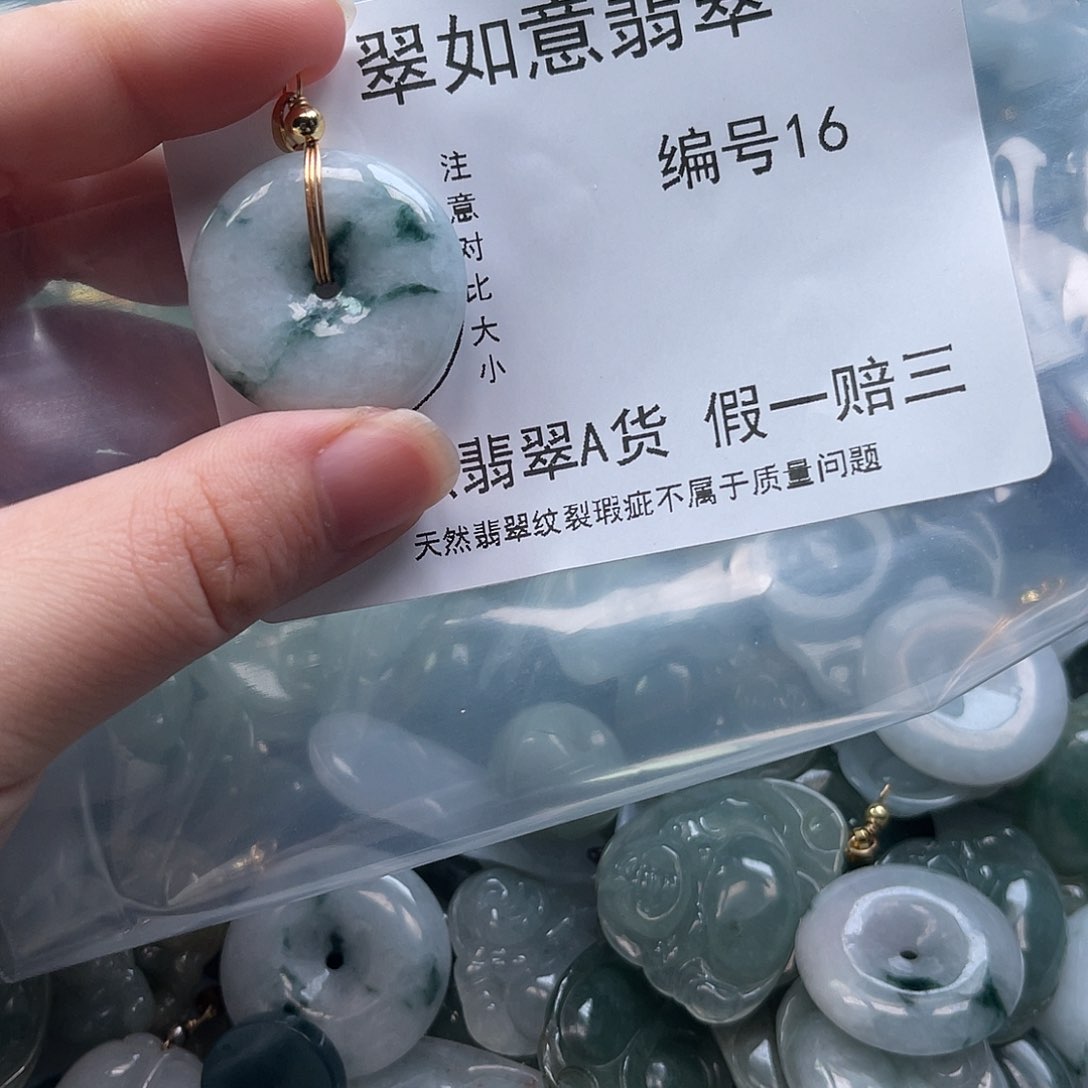 翠如意翡翠
编号16
注意对比大小
翡翠A货 假一赔三
天然翡翠纹裂瑕疵不属于质量问题